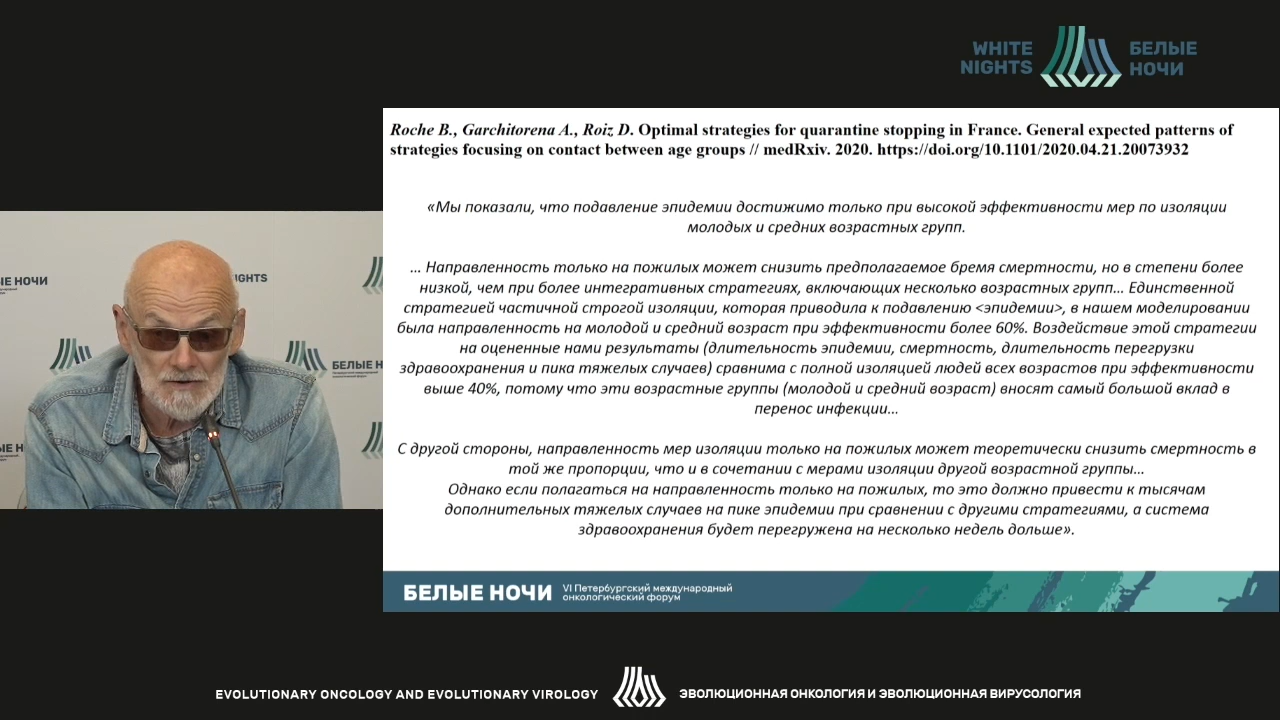 WHITE
NIGHTS
БЕЛЫЕ
НОЧИ
Roche B., Garchitorena A., Roiz D. Optimal strategies for quarantine stopping in France. General expected patterns of
strategies focusing on contact between age groups // medRxiv. 2020. https://doi.org/10.1101/2020.04.21.20073932
«Мы показали, что подавление эпидемии достижимо только при высокой эффективности мер по изоляции
молодых и средних возрастных групп.
... Направленность только на пожилых может снизить предполагаемое бремя смертности, но в степени более
низкой, чем при более интегративных стратегиях, включающих несколько возрастных групп... Единственной
стратегией частичной строгой изоляции, которая приводила к подавлению <эпидемии>, в нашем моделировании
была направленность на молодой и средний возраст при эффективности более 60%. Воздействие этой стратегии
на оцененные нами результаты (длительность эпидемии, смертность, длительность перегрузки
здравоохранения и пика тяжелых случаев) сравнима с полной изоляцией людей всех возрастов при эффективности
выше 40%, потому что эти возрастные группы (молодой и средний возраст) вносят самый большой вклад в
перенос инфекции...
С другой стороны, направленность мер изоляции только на пожилых может теоретически снизить смертность в
той же пропорции, что и в сочетании с мерами изоляции другой возрастной группы...
Однако если полагаться на направленность только на пожилых, то это должно привести к тысячам
дополнительных тяжелых случаев на пике эпидемии при сравнении с другими стратегиями, а система
здравоохранения будет перегружена на несколько недель дольше».
БЕЛЫЕ НОЧИ
VI Петербургский международный
онкологический форум
ЫЕ НОЧИ
IGHTS
БЕЛЫЕ НОЧ
EVOLUTIONARY ONCOLOGY AND EVOLUTIONARY VIROLOGY
ЭВОЛЮЦИОННАЯ ОНКОЛОГИЯ И ЭВОЛЮЦИОННАЯ ВИРУСОЛОГИЯ